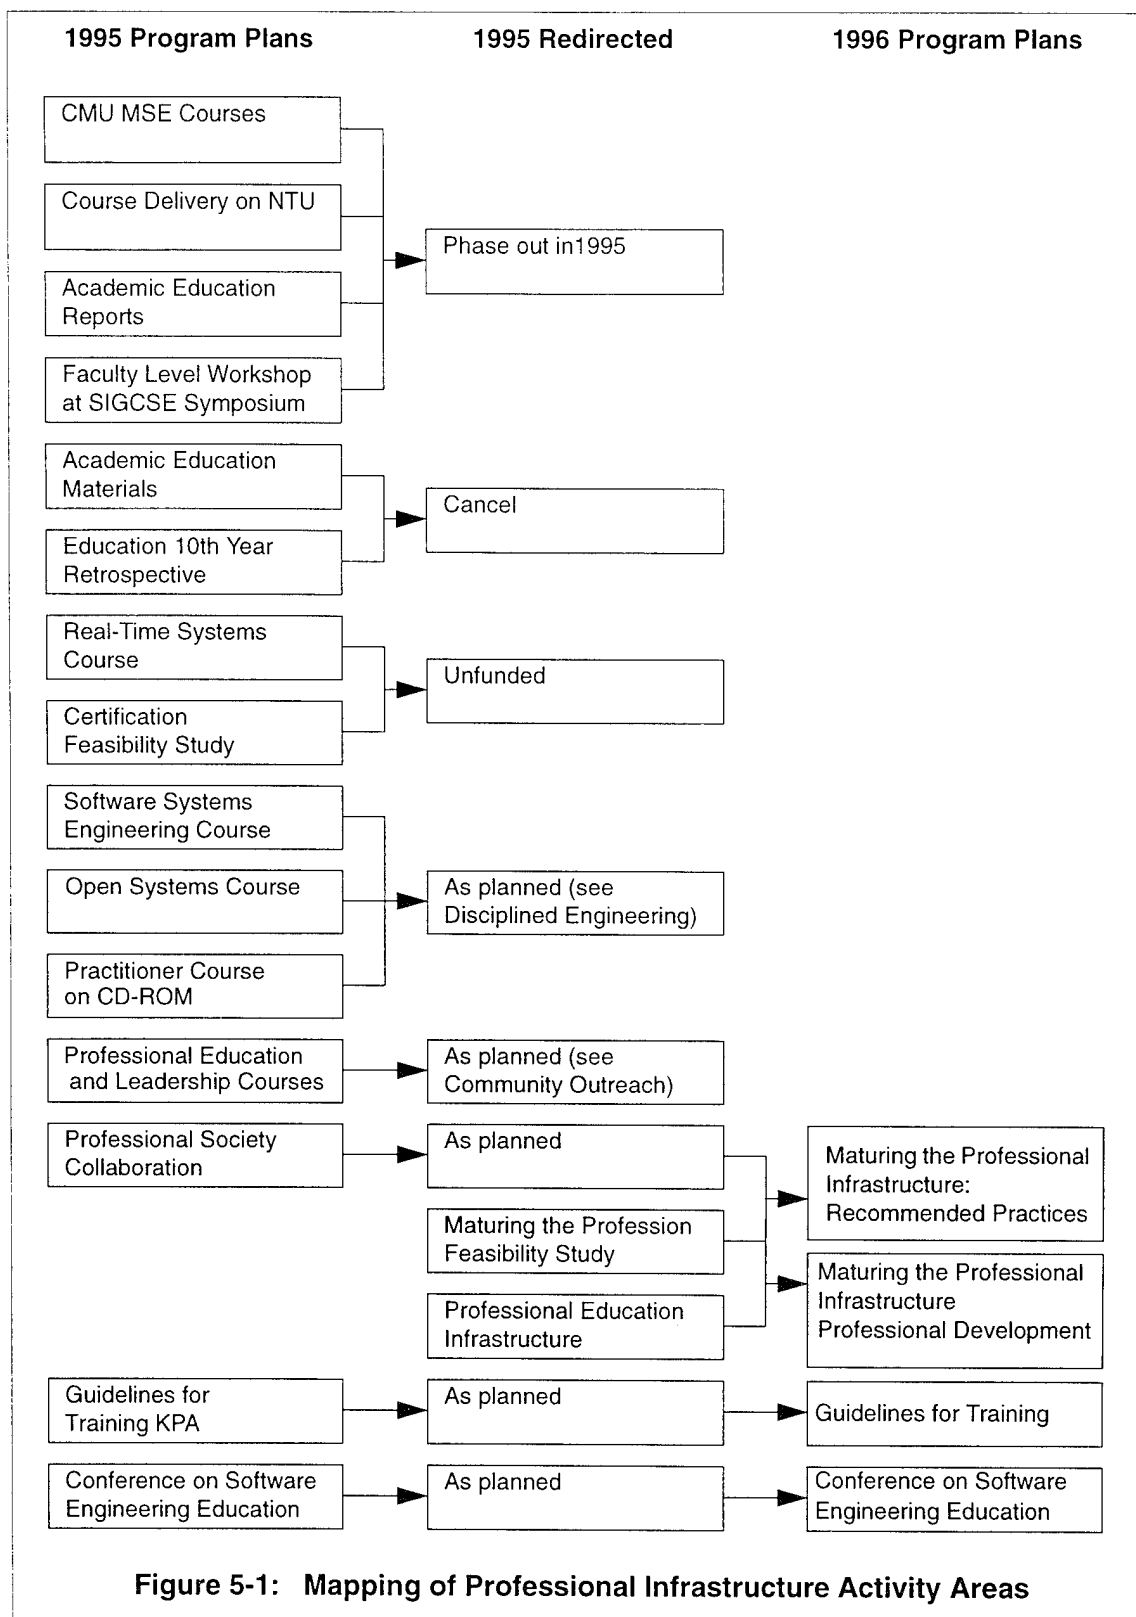 1995 Program Plans
1995 Redirected
1996 Program Plans
CMU MSE Courses
Course Delivery on NTU
Academic Education
Reports
Faculty Level Workshop
at SIGCSE Symposium
Phase out in1995
Academic Education
Materials
Education 10th Year
Retrospective
Cancel
Real-Time Systems
Course
Certification
Feasibility Study
Unfunded
Software Systems
Engineering Course
Open Systems Course
Practitioner Course
on CD-ROM
As planned (see
Disciplined Engineering)
Professional Education
and Leadership Courses
As planned (see
Community Outreach)
Professional Society
Collaboration
As planned
Maturing the Profession
Feasibility Study
Professional Education
Infrastructure
Maturing the Professional
Infrastructure:
Recommended Practices
Maturing the Professional
Infrastructure
Professional Development
Guidelines for
Training KPA
As planned
Guidelines for Training
Conference on Software
Engineering Education
As planned
Conference on Software
Engineering Education
Figure 5-1: Mapping of Professional Infrastructure Activity Areas